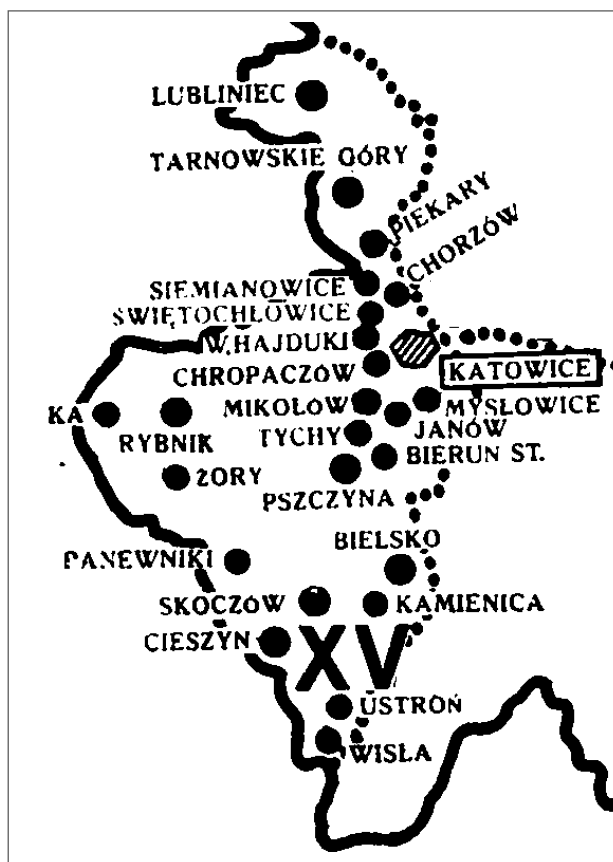 LUBLINIEC
TARNOWSKIE GÓRY
PIEKARY
CHORZÓW
SIEMIANOWICE
ŚWIĘTOCHŁOWICE
W.HAJDUKI
KATOWICE
CHROPACZÓW
KA
RYBNIK
MIKOŁÓW
MYSŁOWICE
JANÓW
TYCHY
BIERUN ST.
ŻORY
PSZCZYNA
BIELSKO
PANEWNIKI
SKOCZÓW
KAMIENICA
CIESZYN
XV
USTROŃ
WISŁA